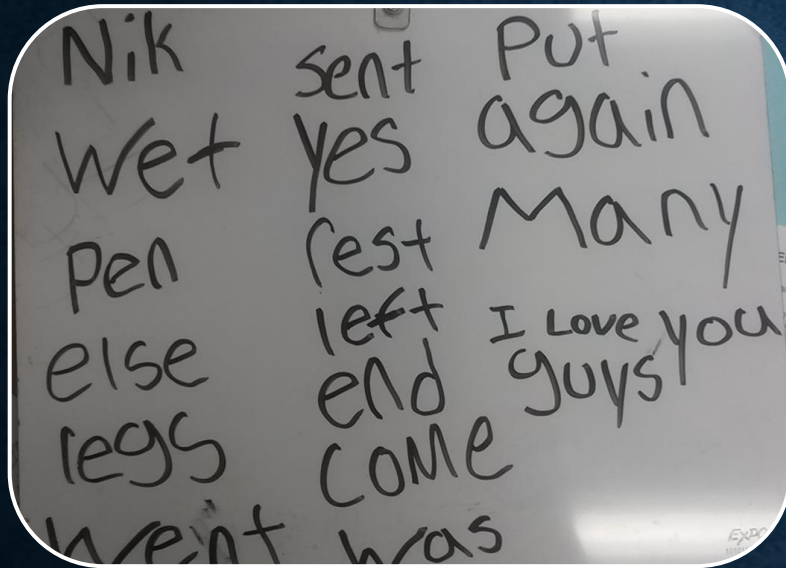 Nik
wet
pen
else
legs
went
sent
yes
rest
left
end
come
was
Put
again
Many
I Love you
guys
EXPO